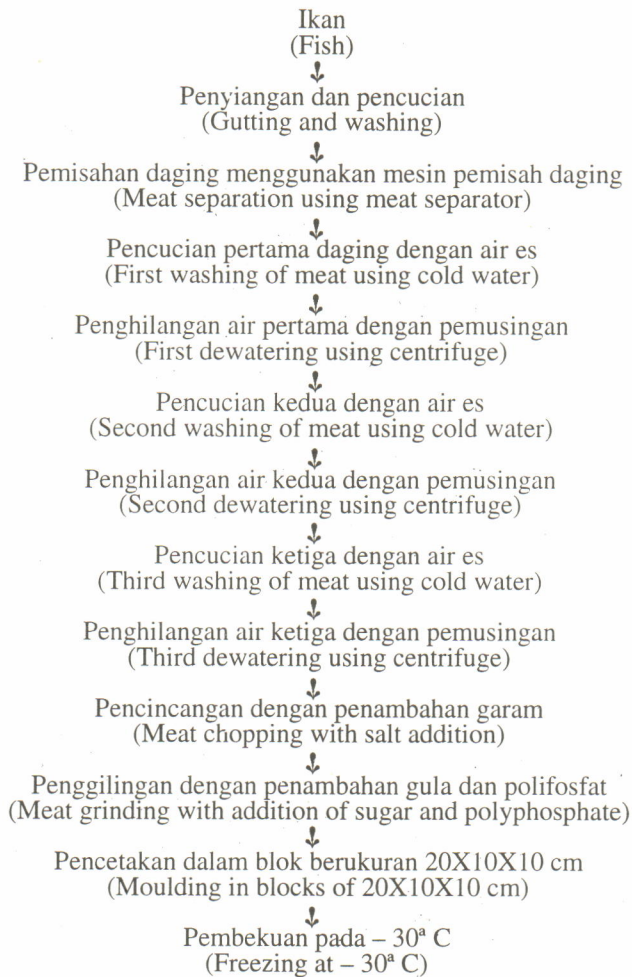 Ikan
(Fish)
Penyiangan dan pencucian
(Gutting and washing)
Pemisahan daging menggunakan mesin pemisah daging
(Meat separation using meat separator)
Pencucian pertama daging dengan air es
(First washing of meat using cold water)
Penghilangan air pertama dengan pemusingan
(First dewatering using centrifuge)
Pencucian kedua dengan air es
(Second washing of meat using cold water)
Penghilangan air kedua dengan pemusingan
(Second dewatering using centrifuge)
Pencucian ketiga dengan air es
(Third washing of meat using cold water)
Penghilangan air ketiga dengan pemusingan
(Third dewatering using centrifuge)
Pencincangan dengan penambahan garam
(Meat chopping with salt addition)
Penggilingan dengan penambahan gula dan polifosfat
(Meat grinding with addition of sugar and polyphosphate)
Pencetakan dalam blok berukuran 20X10X10 cm
(Moulding in blocks of 20X10X10 cm)
Pembekuan pada – 30ª C
(Freezing at – 30ª C)